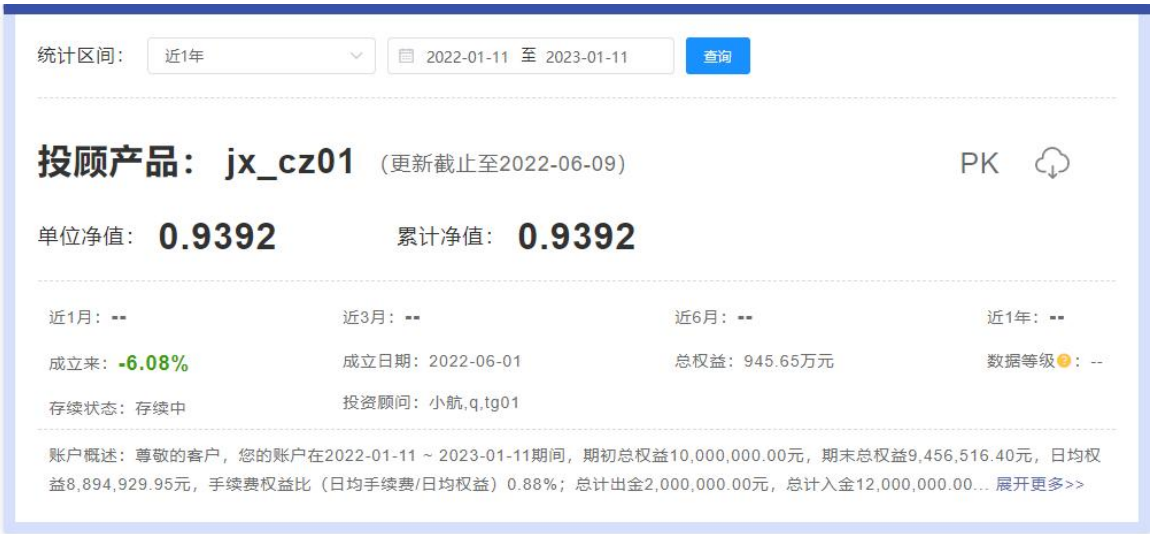 统计区间： 近1年 2022-01-11 至 2023-01-11 查询
投顾产品： jx_cz01 （更新截止至2022-06-09） PK
单位净值： 0.9392 累计净值： 0.9392
近1月：-- 近3月：-- 近6月：-- 近1年：--
成立来：-6.08% 成立日期：2022-06-01 总权益：945.65万元 数据等级?：--
存续状态：存续中 投资顾问：小航,q,tg01
账户概述：尊敬的客户，您的账户在2022-01-11 ~ 2023-01-11期间，期初总权益10,000,000.00元，期末总权益9,456,516.40元，日均权
益8,894,929.95元，手续费权益比（日均手续费/日均权益）0.88%；总计出金2,000,000.00元，总计入金12,000,000.00... 展开更多>>